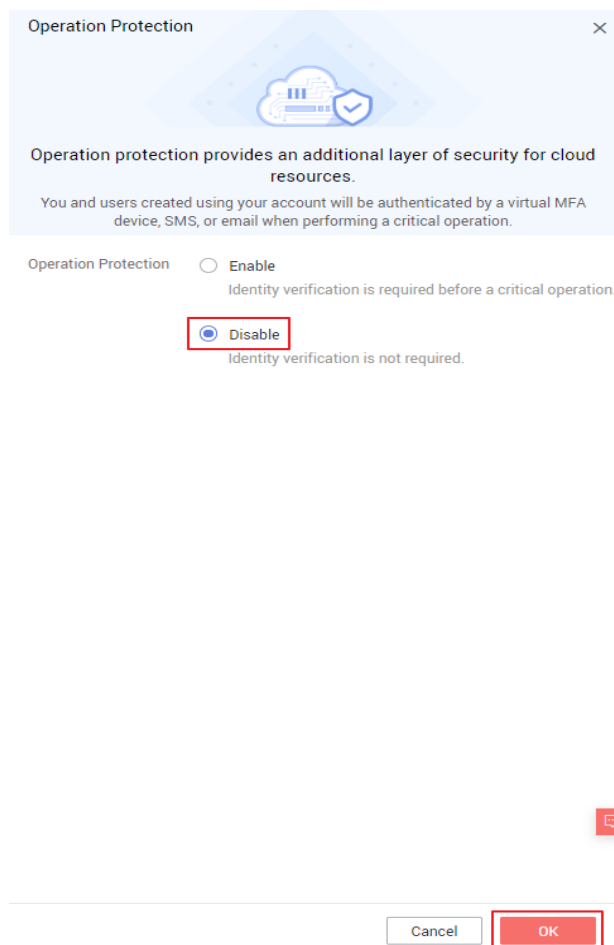 Operation Protection
Operation protection provides an additional layer of security for cloud
resources.
You and users created using your account will be authenticated by a virtual MFA
device, SMS, or email when performing a critical operation.
Operation Protection
Enable
Identity verification is required before a critical operation.
Disable
Identity verification is not required.
Cancel
OK